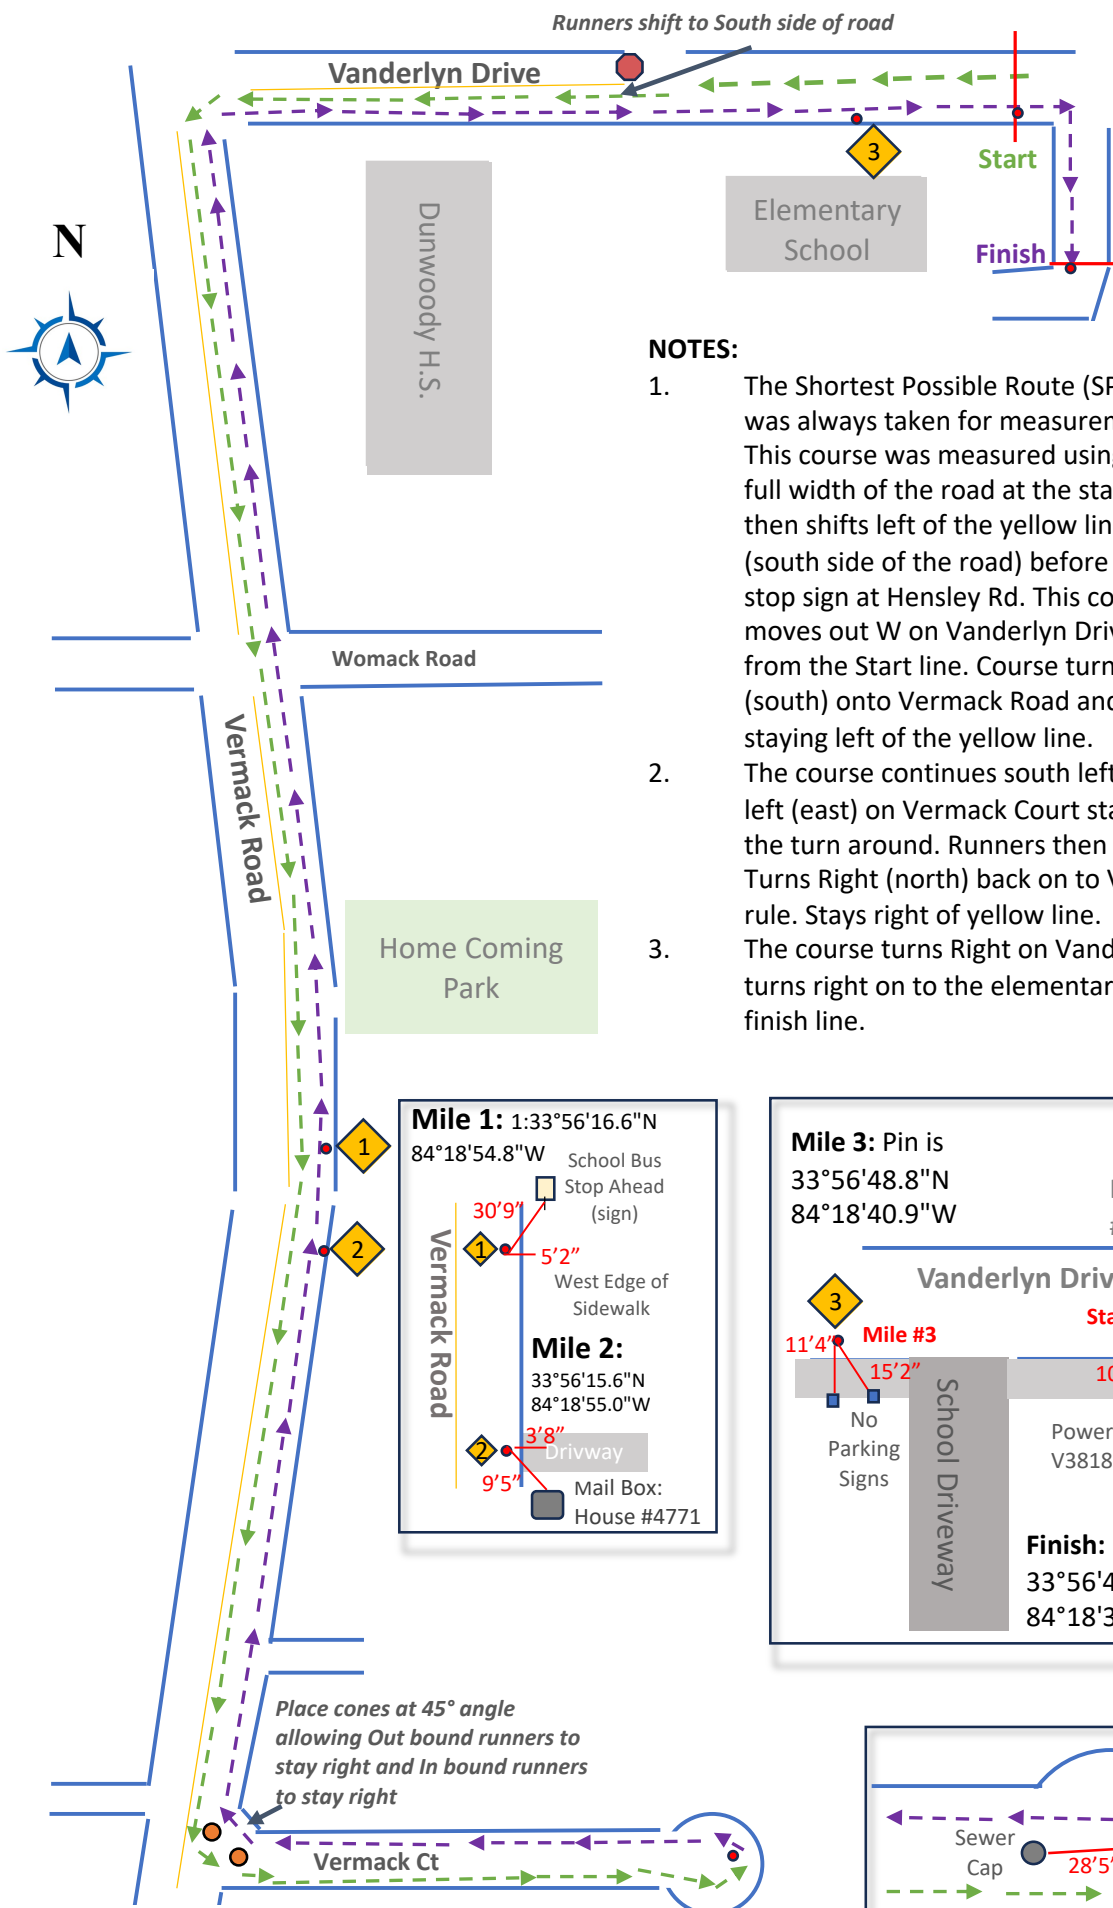 Runners shift to South side of road
Vanderlyn Drive
3
Start
Elementary
School
Finish
N
Dunwoody H.S.
NOTES:
1. The Shortest Possible Route (SP
was always taken for measurem
This course was measured using
full width of the road at the sta
then shifts left of the yellow lin
(south side of the road) before
stop sign at Hensley Rd. This co
moves out W on Vanderlyn Driv
from the Start line. Course turn
(south) onto Vermack Road and
staying left of the yellow line.
2. The course continues south left
left (east) on Vermack Court sta
the turn around. Runners then
Turns Right (north) back on to V
rule. Stays right of yellow line.
3. The course turns Right on Vand
turns right on to the elementar
finish line.
Womack Road
Vermack Road
Home Coming
Park
1
2
Mile 1: 1:33°56'16.6"N
84°18'54.8"W
School Bus
Stop Ahead
(sign)
30'9"
1
5'2"
West Edge of
Sidewalk
Vermack Road
Mile 2:
33°56'15.6"N
84°18'55.0"W
2
3'8"
Drivway
9'5"
Mail Box:
House #4771
Mile 3: Pin is
33°56'48.8"N
84°18'40.9"W
Vanderlyn Driv
3
Sta
Mile #3
11'4"
15'2"
10
No
Parking
Signs
School Driveway
Power
V3818
Finish:
33°56'4
84°18'3
Place cones at 45° angle
allowing Out bound runners to
stay right and In bound runners
to stay right
Vermack Ct
Sewer
Cap
28'5"